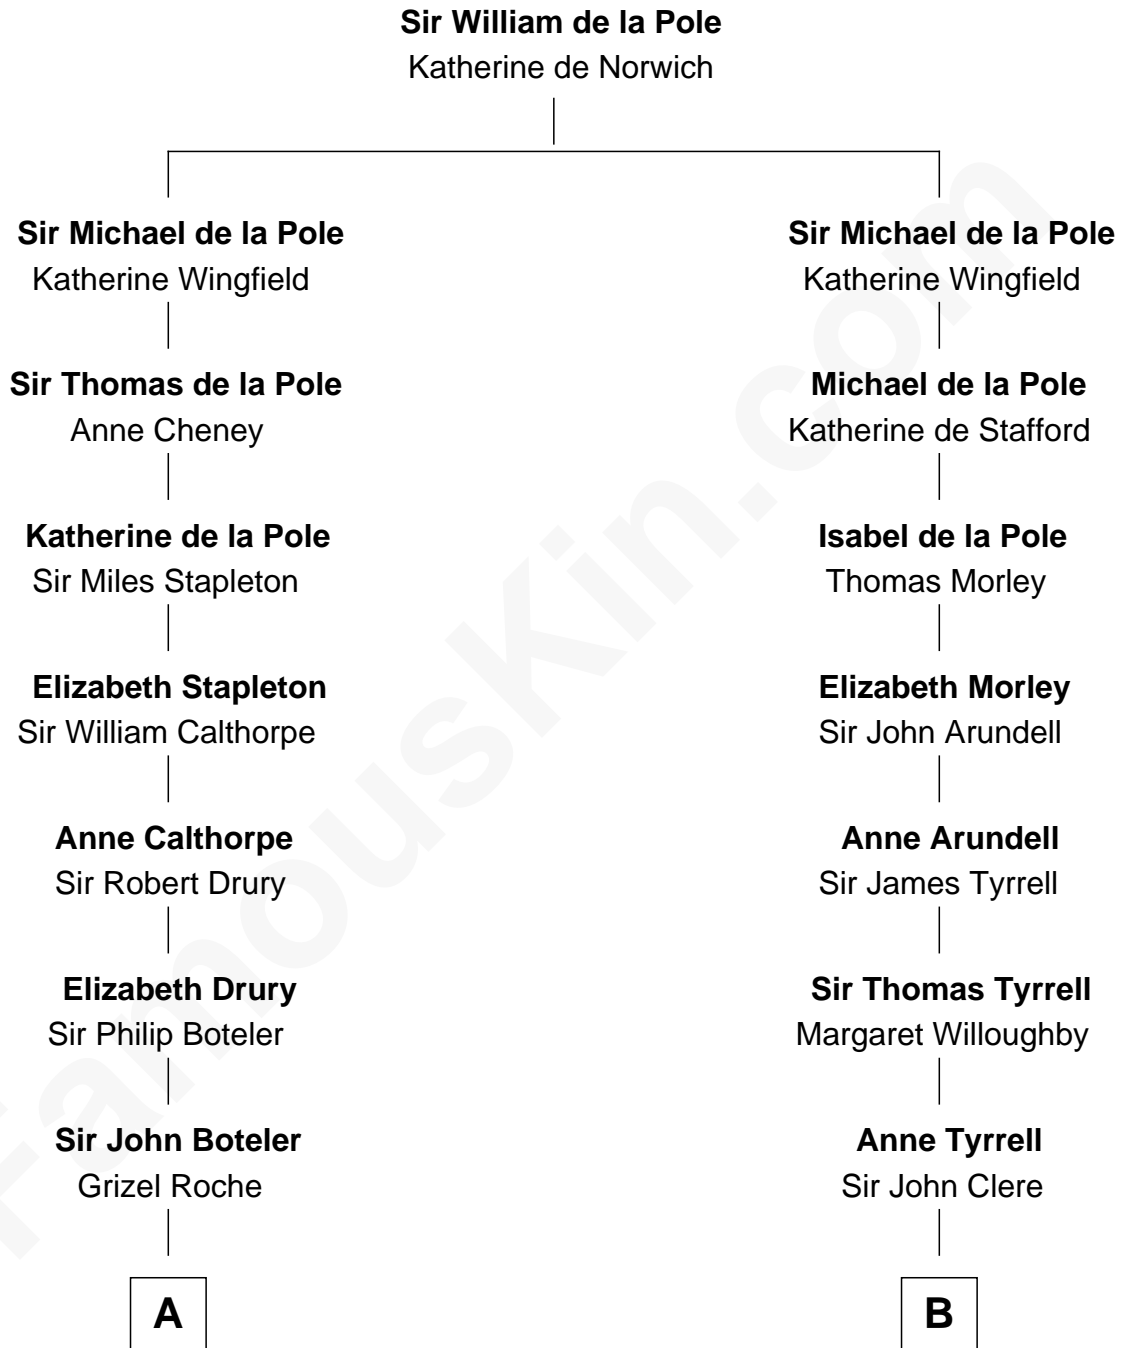 Sir William de la Pole
Katherine de Norwich
Sir Michael de la Pole
Katherine Wingfield
Sir Thomas de la Pole
Anne Cheney
Katherine de la Pole
Sir Miles Stapleton
Elizabeth Stapleton
Sir William Calthorpe
Anne Calthorpe
Sir Robert Drury
Elizabeth Drury
Sir Philip Boteler
Sir John Boteler
Grizel Roche
A
Sir Michael de la Pole
Katherine Wingfield
Michael de la Pole
Katherine de Stafford
Isabel de la Pole
Thomas Morley
Elizabeth Morley
Sir John Arundell
Anne Arundell
Sir James Tyrrell
Sir Thomas Tyrrell
Margaret Willoughby
Anne Tyrrell
Sir John Clere
B
FamousKin.com